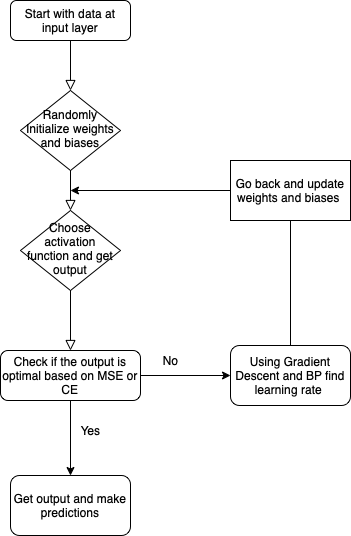 Start with data at
input layer
Randomly
Initialize weights
and biases
Go back and update
weights and biases
Choose
activation
function and get
output
Check if the output is
optimal based on MSE or
CE
No
Using Gradient
Descent and BP find
learning rate
Yes
Get output and make
predictions